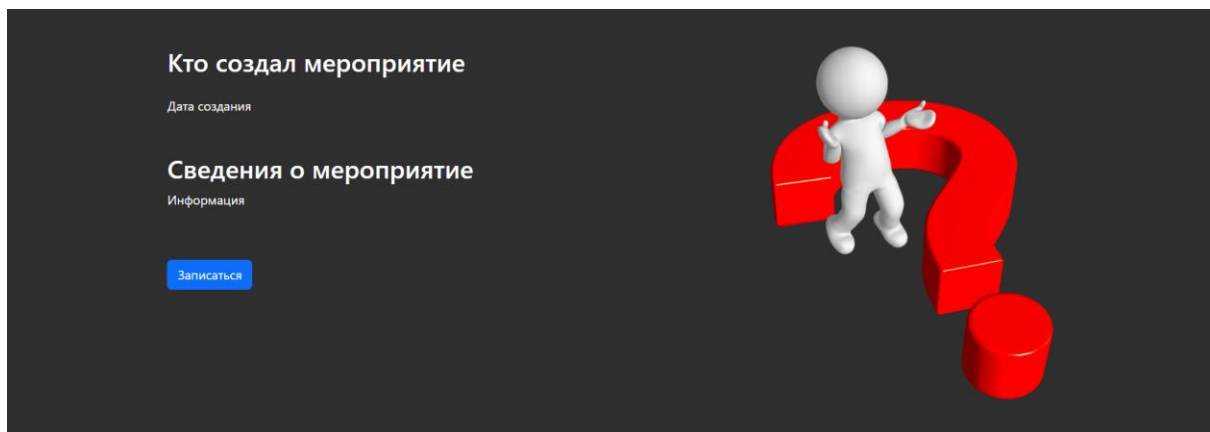 Кто создал мероприятие
Дата создания
Сведения о мероприятие
Информация
Записаться